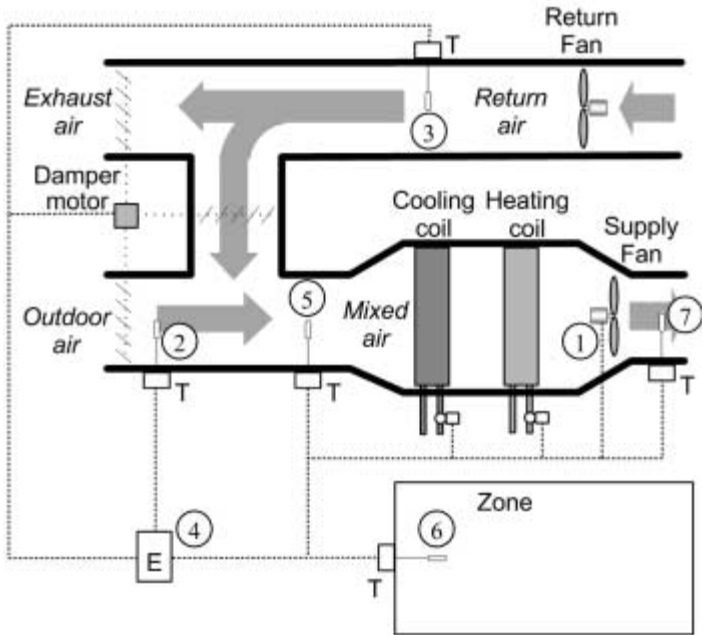 Return
Fan
T
Exhaust
air
Return
air
3
Damper
motor
Cooling
coil
Heating
coil
Supply
Fan
5
Outdoor
air
2
Mixed
air
1
7
T
T
T
4
E
Zone
6
T